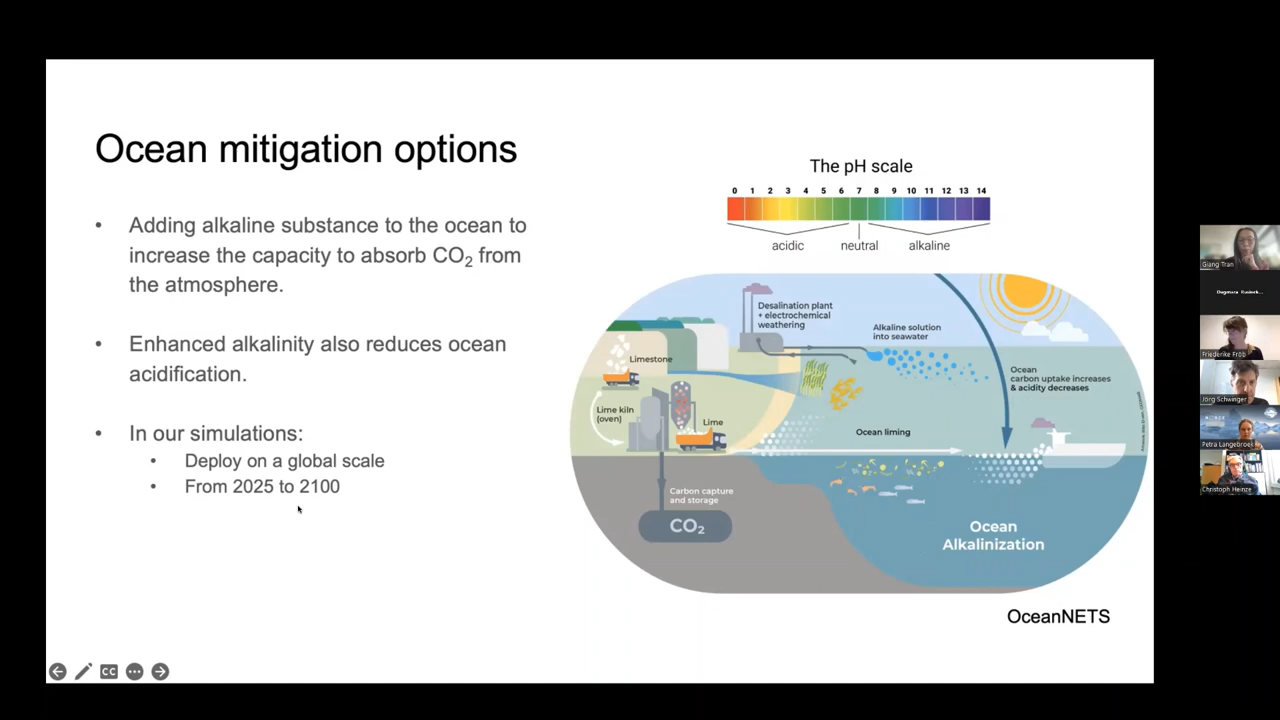 Ocean mitigation options
• Adding alkaline substance to the ocean to
increase the capacity to absorb CO₂ from
the atmosphere.
• Enhanced alkalinity also reduces ocean
acidification.
• In our simulations:
• Deploy on a global scale
• From 2025 to 2100
The pH scale
0 1 2 3 4 5 6 7 8 9 10 11 12 13 14
acidic neutral alkaline
Desalination plant
+ electrochemical
weathering
Alkaline solution
into seawater
Limestone
Ocean
carbon uptake increases
& acidity decreases
Lime kiln
(oven)
Lime
Ocean liming
Carbon capture
and storage
CO₂
Ocean
Alkalinization
OceanNETS
CC
Giang Tran
Friederike Fröb
Jörg Schwinger
Petra Langebroek
Christoph Heinze